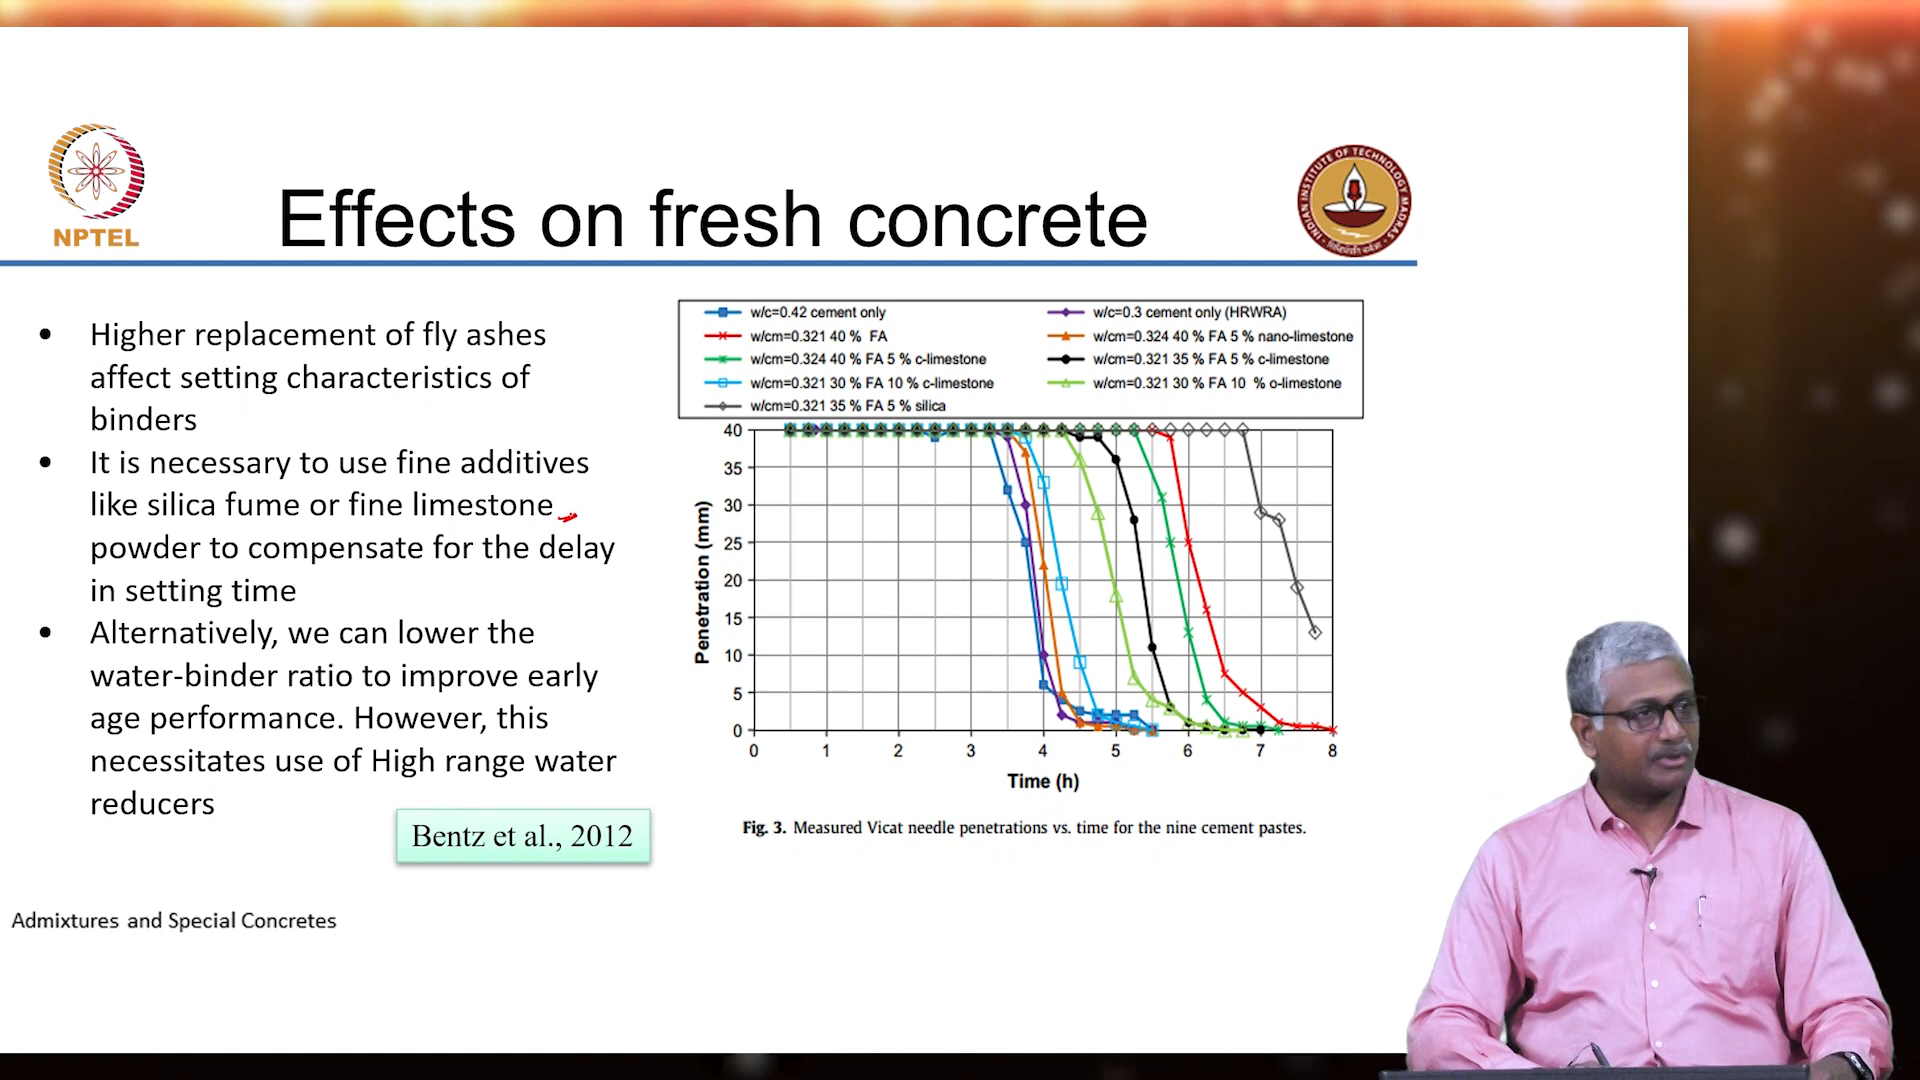 NPTEL
Effects on fresh concrete
INDIAN INSTITUTE OF TECHNOLOGY MADRAS
• Higher replacement of fly ashes
affect setting characteristics of
binders
• It is necessary to use fine additives
like silica fume or fine limestone
powder to compensate for the delay
in setting time
• Alternatively, we can lower the
water-binder ratio to improve early
age performance. However, this
necessitates use of High range water
reducers
Bentz et al., 2012
w/c=0.42 cement only
w/c=0.3 cement only (HRWRA)
w/cm=0.321 40 % FA
w/cm=0.324 40 % FA 5 % nano-limestone
w/cm=0.324 40 % FA 5 % c-limestone
w/cm=0.321 35 % FA 5 % c-limestone
w/cm=0.321 30 % FA 10 % c-limestone
w/cm=0.321 30 % FA 10 % o-limestone
w/cm=0.321 35 % FA 5 % silica
40
35
30
25
20
15
10
5
0
Penetration (mm)
0 1 2 3 4 5 6 7 8
Time (h)
Fig. 3. Measured Vicat needle penetrations vs. time for the nine cement pastes.
Admixtures and Special Concretes